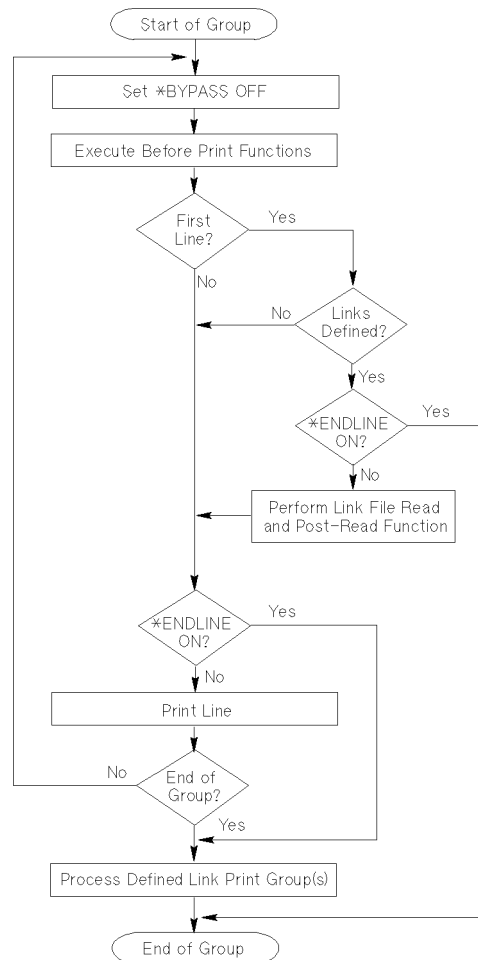 Start of Group
Set *BYPASS OFF
Execute Before Print Functions
First
Line?
Yes
No
Links
Defined?
No
Yes
*ENDLINE
ON?
Yes
No
Perform Link File Read
and Post-Read Function
*ENDLINE
ON?
Yes
No
Print Line
End of
Group?
No
Yes
Process Defined Link Print Group(s)
End of Group